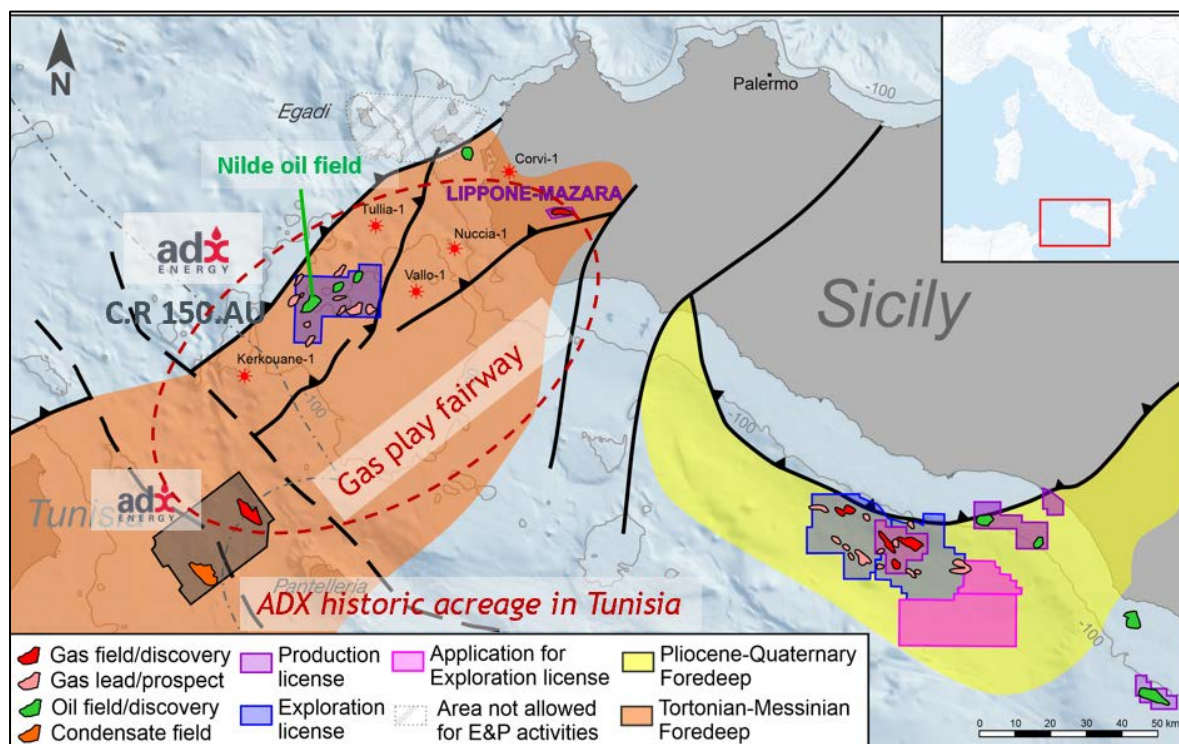 N
Palermo
-100
Egadi
Nilde oil field
Corvi-1
LIPPONE-MAZARA
Tullia-1
Nuccia-1
adx
ENERGY
Vallo-1
C.R 150.AU
Sicily
Kerkouane-1
-100
-100
Gas play fairway
adx
ENERGY
Tunisia
Pantelleria
ADX historic acreage in Tunisia
-100
Gas field/discovery
Gas lead/prospect
Oil field/discovery
Condensate field
Production
license
Exploration
license
Application for
Exploration license
Area not allowed
for E&P activities
Pliocene-Quaternary
Foredeep
Tortonian-Messinian
Foredeep
0 10 20 30 40 50 km